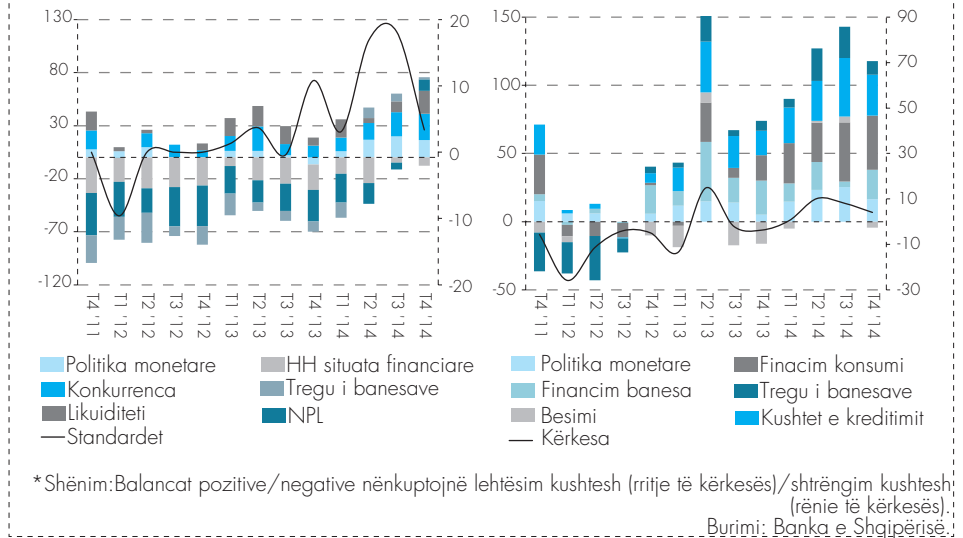 130
80
30
-20
-70
-120
20
10
0
-10
-20
T4 '11
T1 '12
T2 '12
T3 '12
T4 '12
T1 '13
T2 '13
T3 '13
T4 '13
T1 '14
T2 '14
T3 '14
T4 '14
Politika monetare
Konkurrenca
Likuiditeti
Standardet
HH situata financiare
Tregu i banesave
NPL
150
100
50
0
-50
90
70
50
30
10
-10
-30
T4 '11
T1 '12
T2 '12
T3 '12
T4 '12
T1 '13
T2 '13
T3 '13
T4 '13
T1 '14
T2 '14
T3 '14
T4 '14
Politika monetare
Financim banesa
Besimi
Kërkesa
Finacim konsumi
Tregu i banesave
Kushtet e kreditimit
*Shënim:Balancat pozitive/negative nënkuptojnë lehtësim kushtesh (rritje të kërkesës)/shtrëngim kushtesh
(rënie të kërkesës).
Burimi: Banka e Shqipërisë.